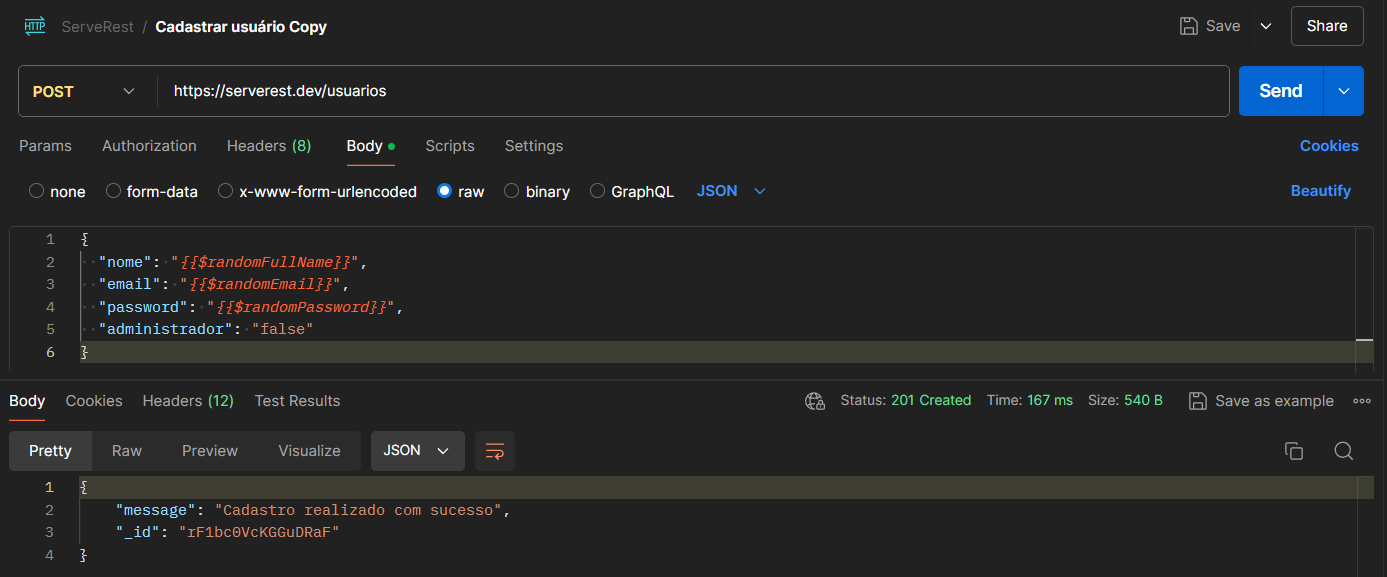 HTTP ServeRest / Cadastrar usuário Copy Save Share
POST https://serverest.dev/usuarios Send
Params Authorization Headers (8) Body Scripts Settings Cookies
none form-data x-www-form-urlencoded raw binary GraphQL JSON Beautify
1 {
2 "nome": "{{$randomFullName}}",
3 "email": "{{$randomEmail}}",
4 "password": "{{$randomPassword}}",
5 "administrador": "false"
6 }
Body Cookies Headers (12) Test Results Status: 201 Created Time: 167 ms Size: 540 B Save as example
Pretty Raw Preview Visualize JSON
1 {
2 "message": "Cadastro realizado com sucesso",
3 "_id": "rF1bc0VcKGGuDRaF"
4 }